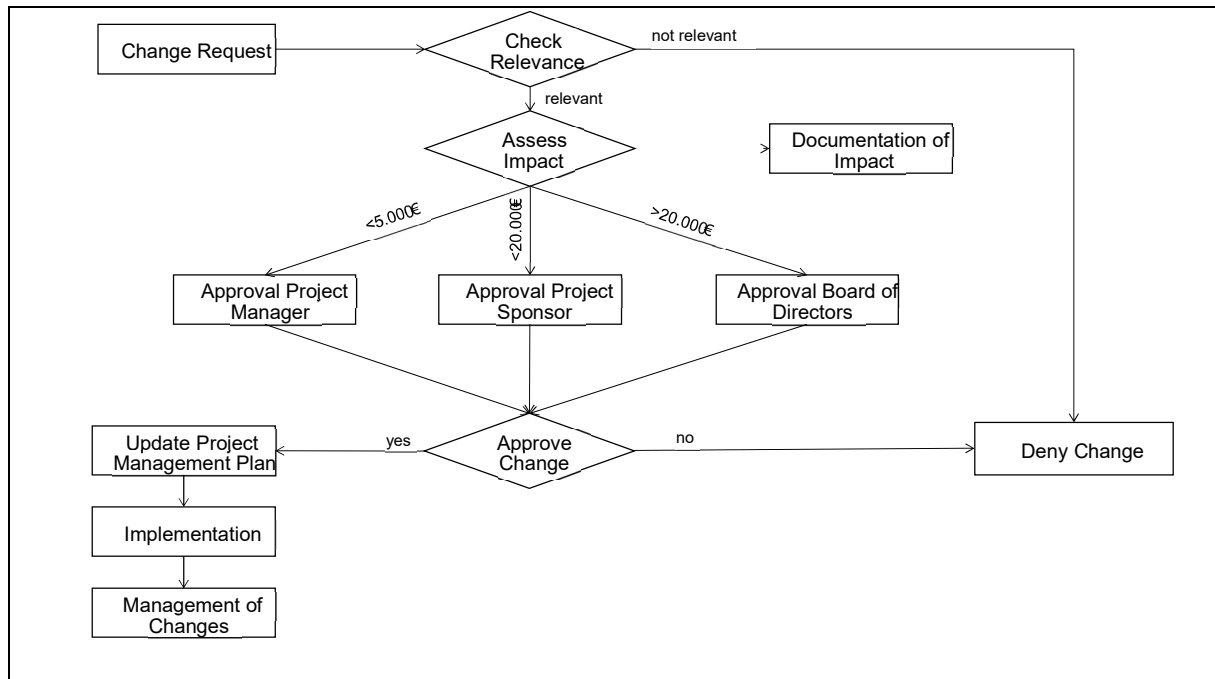 Change Request
Check
Relevance
not relevant
relevant
Assess
Impact
Documentation of
Impact
<5.000€
<20.000€
>20.000€
Approval Project
Manager
Approval Project
Sponsor
Approval Board of
Directors
Update Project
Management Plan
yes
Approve
Change
no
Deny Change
Implementation
Management of
Changes